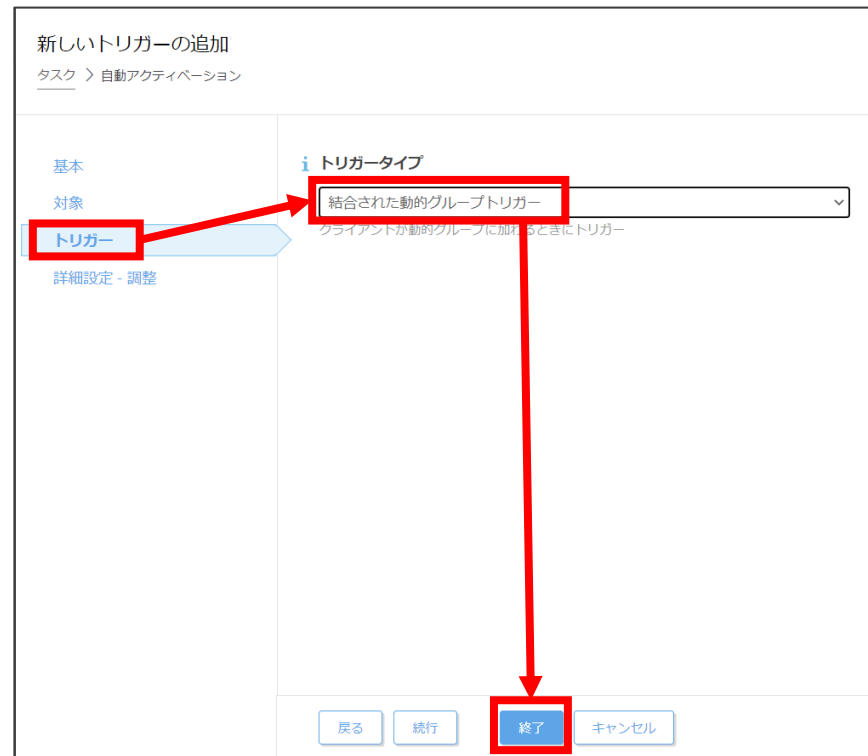 新しいトリガーの追加
タスク > 自動アクティベーション
基本
対象
トリガー
詳細設定 - 調整
i トリガータイプ
結合された動的グループトリガー
クライアントが動的グループに加わるときにトリガー
戻る 続行 終了 キャンセル